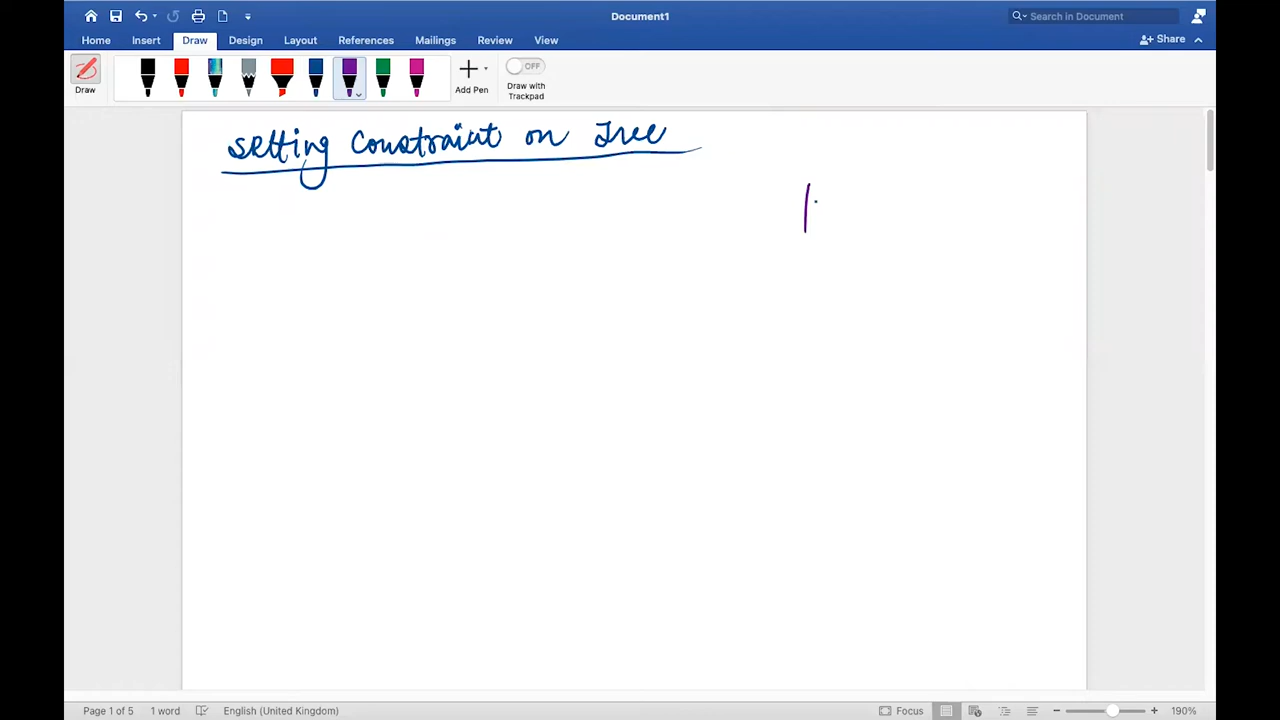 Document1
Search in Document
Home Insert Draw Design Layout References Mailings Review View
Share
Draw
Add Pen
OFF
Draw with
Trackpad
Setting Constraint on Tree
Page 1 of 5 1 word English (United Kingdom) Focus 190%